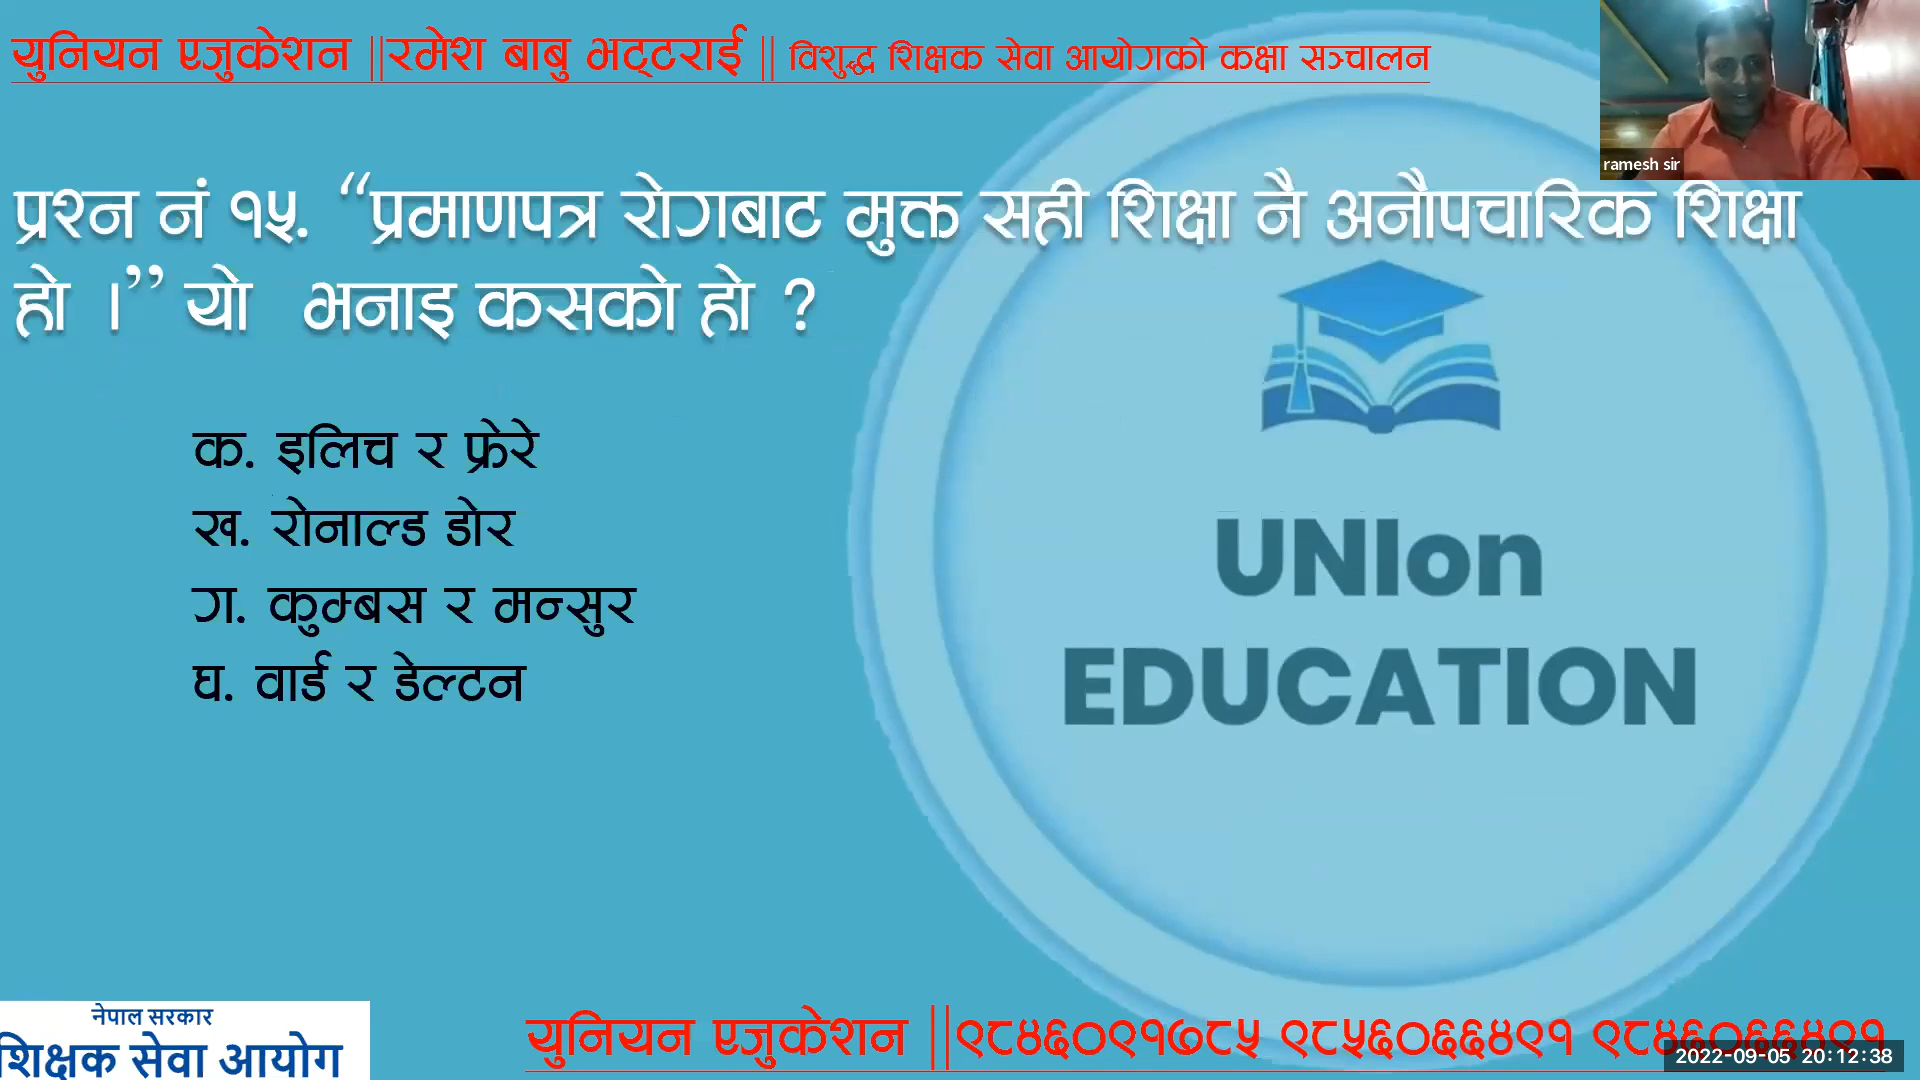 युनियन एजुकेशन ||रमेश बाबु भट्टराई || विशुद्ध शिक्षक सेवा आयोगको कक्षा सञ्चालन
ramesh sir
प्रश्न नं १५. “प्रमाणपत्र रोगबाट मुक्त सही शिक्षा नै अनौपचारिक शिक्षा
हो ।” यो भनाइ कसको हो ?
क. इलिच र फ्रेरे
ख. रोनाल्ड डोर
ग. कुम्बस र मन्सुर
घ. वार्ड र डेल्टन
UNIon
EDUCATION
नेपाल सरकार
शिक्षक सेवा आयोग
युनियन एजुकेशन ||९८४६०९१७८५ ९८५६०६६४९१ ९८४६०६६४९१
2022-09-05 20:12:38